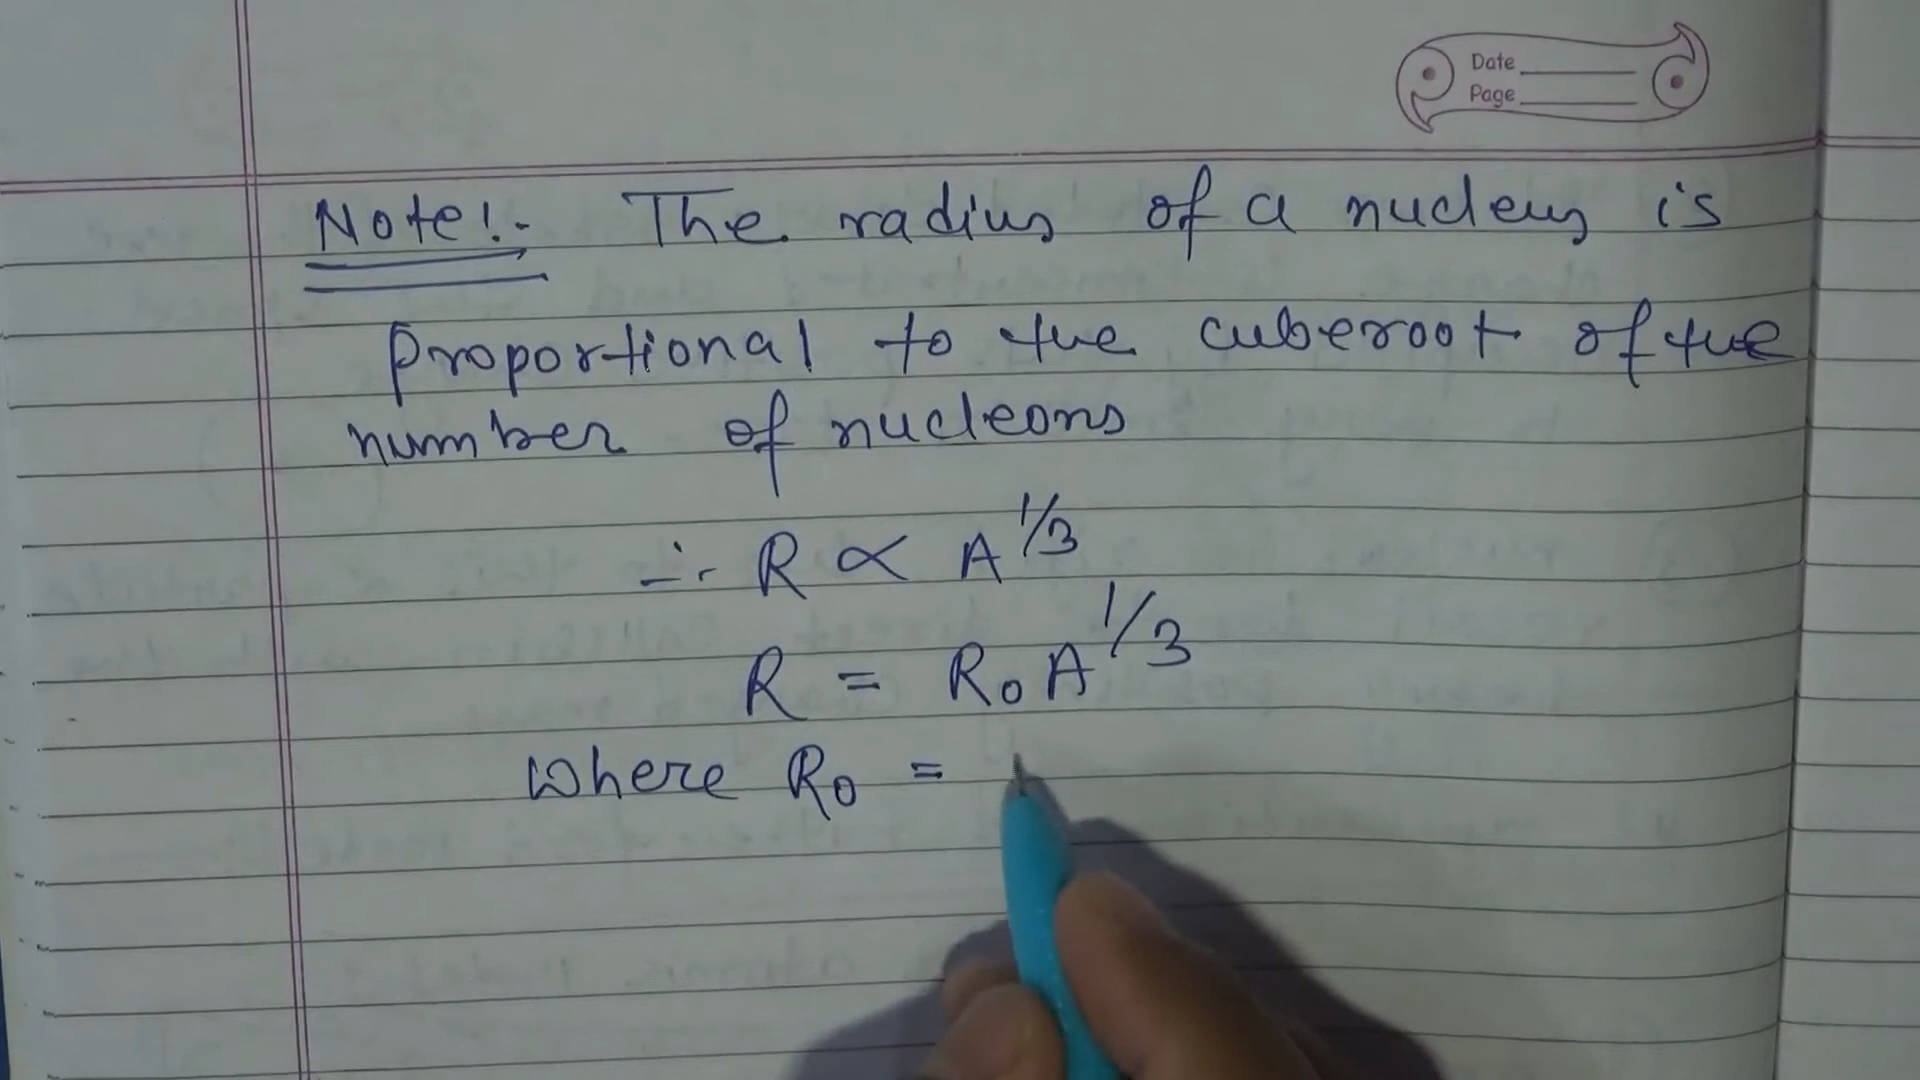 Date
Page
Note:- The radius of a nucleus is
proportional to the cuberoot of the
number of nucleons
∴ R ∝ A^1/3
R = R₀ A^1/3
where R₀ =